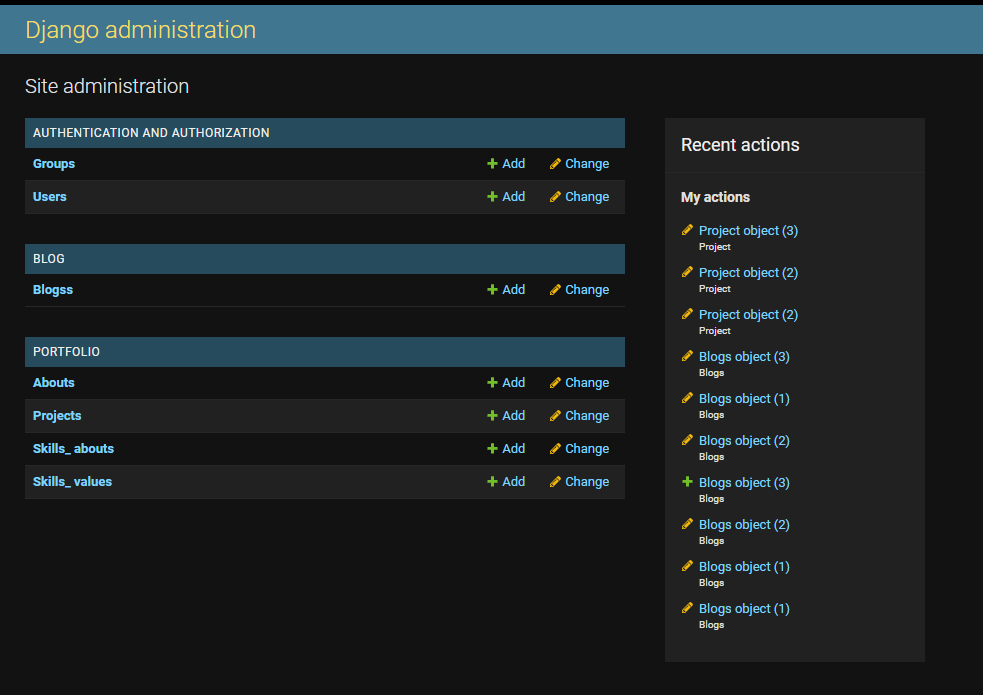 Django administration
Site administration
AUTHENTICATION AND AUTHORIZATION
Groups Add Change
Users Add Change
BLOG
Blogss Add Change
PORTFOLIO
Abouts Add Change
Projects Add Change
Skills_ abouts Add Change
Skills_ values Add Change
Recent actions
My actions
Project object (3)
Project
Project object (2)
Project
Project object (2)
Project
Blogs object (3)
Blogs
Blogs object (1)
Blogs
Blogs object (2)
Blogs
Blogs object (3)
Blogs
Blogs object (2)
Blogs
Blogs object (1)
Blogs
Blogs object (1)
Blogs